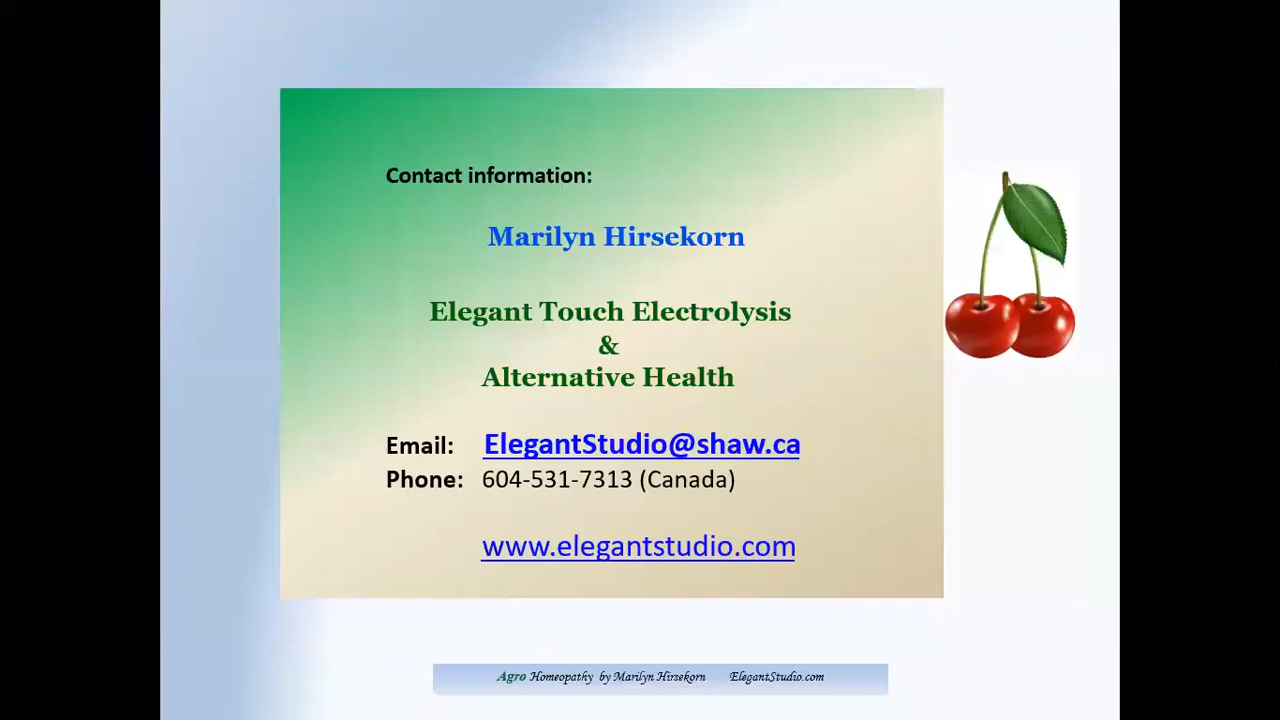 Contact information:
Marilyn Hirsekorn
Elegant Touch Electrolysis
&
Alternative Health
Email: ElegantStudio@shaw.ca
Phone: 604-531-7313 (Canada)
www.elegantstudio.com
Agro Homeopathy by Marilyn Hirsekorn ElegantStudio.com